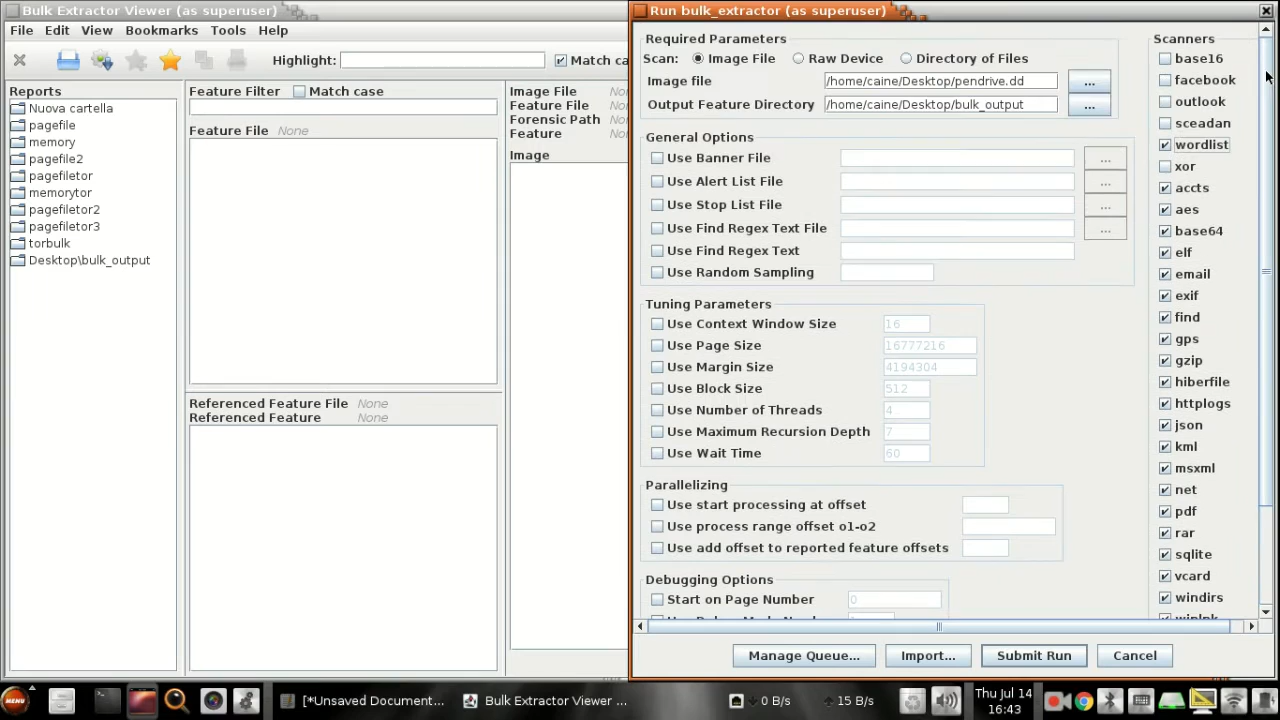 Bulk Extractor Viewer (as superuser)
File Edit View Bookmarks Tools Help
Highlight: Match ca
Reports
Nuova cartella
pagefile
memory
pagefile2
pagefiletor
memorytor
pagefiletor2
pagefiletor3
torbulk
Desktop\bulk_output
Feature Filter Match case
Feature File None
Referenced Feature File None
Referenced Feature None
Image File
Feature File
Forensic Path
Feature
Image
Run bulk_extractor (as superuser)
Required Parameters
Scan: Image File Raw Device Directory of Files
Image file /home/caine/Desktop/pendrive.dd ...
Output Feature Directory /home/caine/Desktop/bulk_output ...
General Options
Use Banner File ...
Use Alert List File ...
Use Stop List File ...
Use Find Regex Text File ...
Use Find Regex Text
Use Random Sampling
Tuning Parameters
Use Context Window Size 16
Use Page Size 16777216
Use Margin Size 4194304
Use Block Size 512
Use Number of Threads 4
Use Maximum Recursion Depth 7
Use Wait Time 60
Parallelizing
Use start processing at offset
Use process range offset o1-o2
Use add offset to reported feature offsets
Debugging Options
Start on Page Number 0
Scanners
base16
facebook
outlook
sceadan
wordlist
xor
accts
aes
base64
elf
email
exif
find
gps
gzip
hiberfile
httplogs
json
kml
msxml
net
pdf
rar
sqlite
vcard
windirs
Manage Queue... Import... Submit Run Cancel
MENU
[*Unsaved Document...
Bulk Extractor Viewer ...
0 B/s
15 B/s
Thu Jul 14
16:43